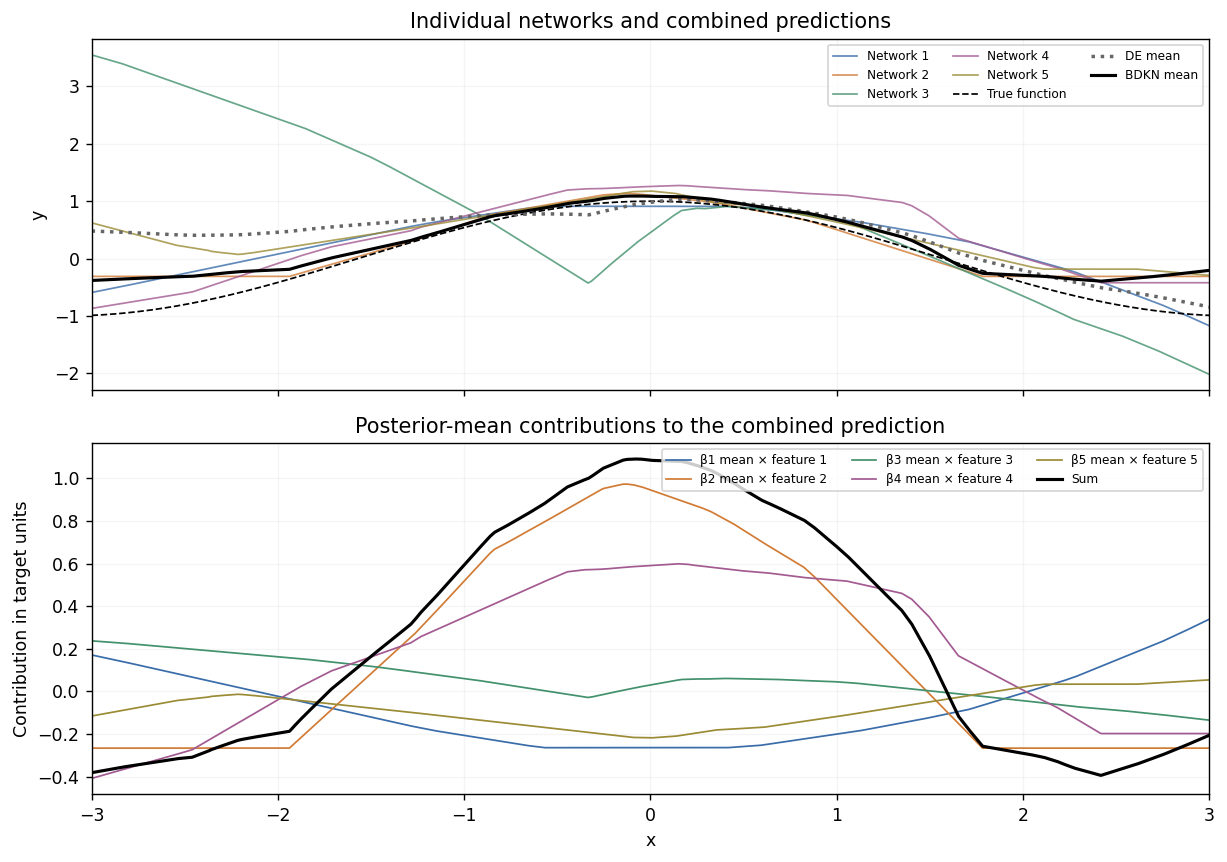 Individual networks and combined predictions
Network 1
Network 2
Network 3
Network 4
Network 5
True function
DE mean
BDKN mean
y
3
2
1
0
−1
−2
Posterior-mean contributions to the combined prediction
β1 mean × feature 1
β2 mean × feature 2
β3 mean × feature 3
β4 mean × feature 4
β5 mean × feature 5
Sum
Contribution in target units
1.0
0.8
0.6
0.4
0.2
0.0
−0.2
−0.4
−3
−2
−1
0
1
2
3
x